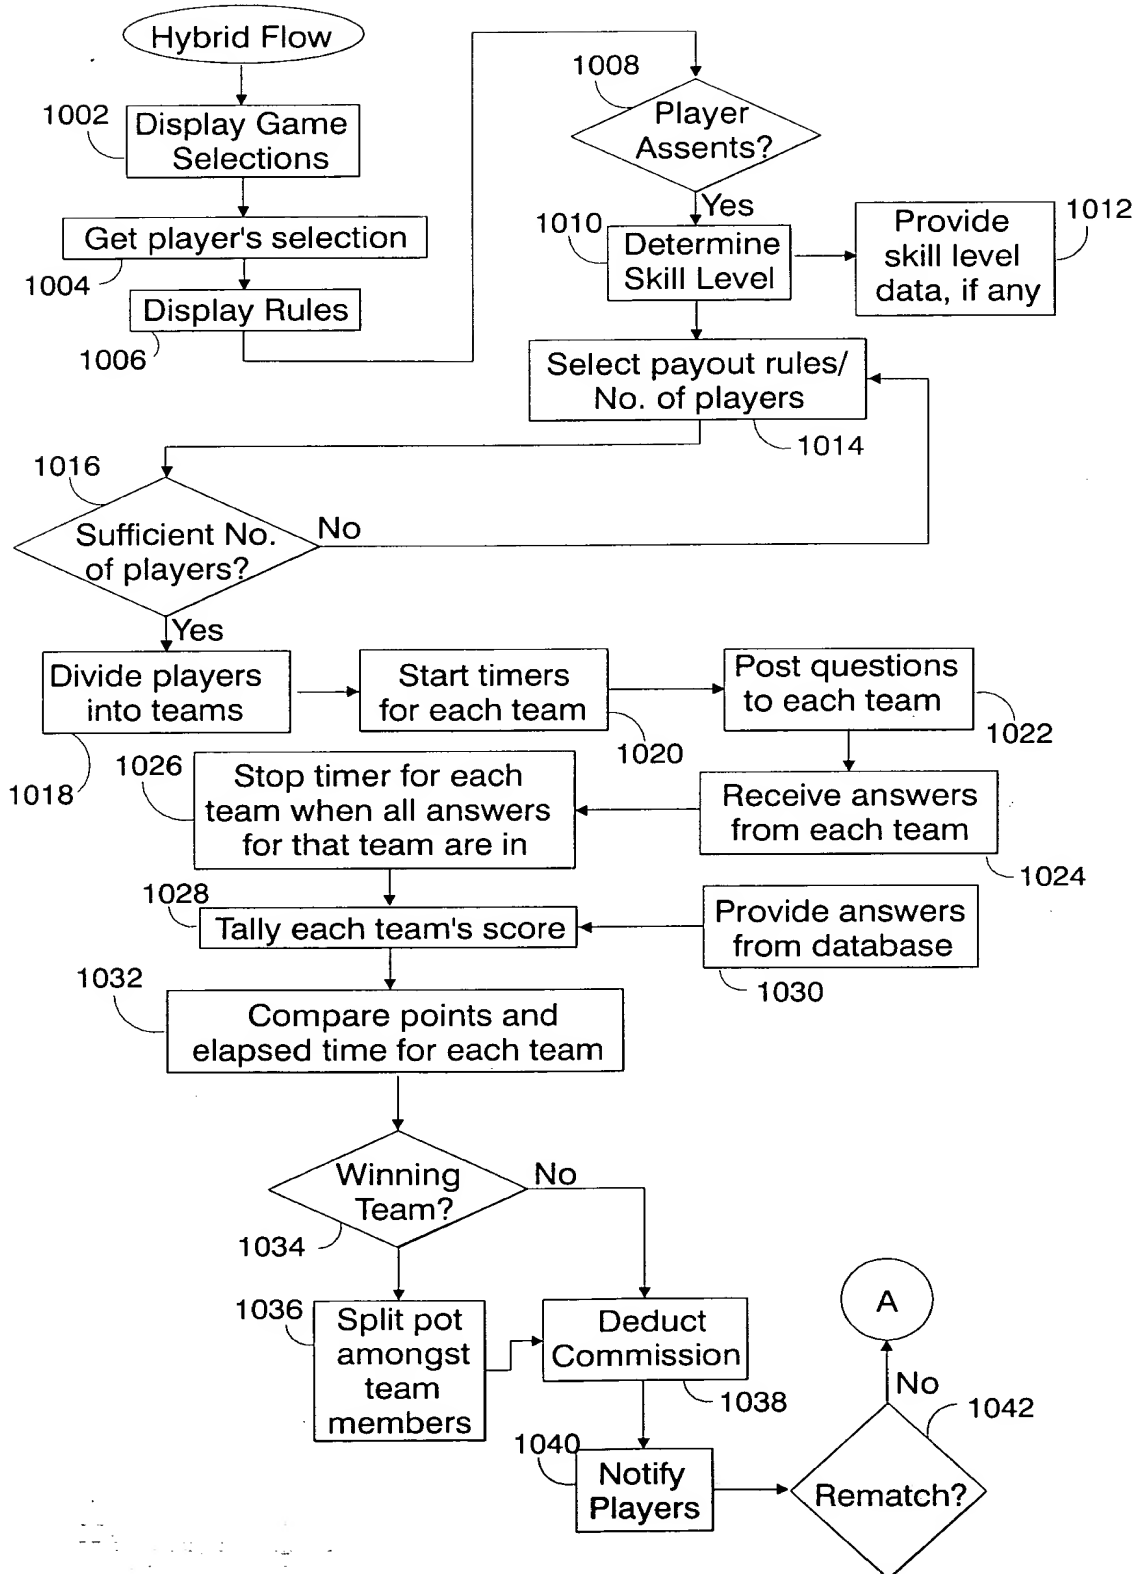 Hybrid Flow
1002
Display Game
Selections
Get player's selection
1004
Display Rules
1006
1008
Player
Assents?
Yes
1010
Determine
Skill Level
Provide
skill level
data, if any
1012
Select payout rules/
No. of players
1014
1016
Sufficient No.
of players?
No
Yes
Divide players
into teams
1018
Start timers
for each team
1020
Post questions
to each team
1022
Receive answers
from each team
1024
1026
Stop timer for each
team when all answers
for that team are in
1028
Tally each team's score
Provide answers
from database
1030
1032
Compare points and
elapsed time for each team
Winning
Team?
1034
No
1036
Split pot
amongst
team
members
Deduct
Commission
1038
1040
Notify
Players
A
No
1042
Rematch?